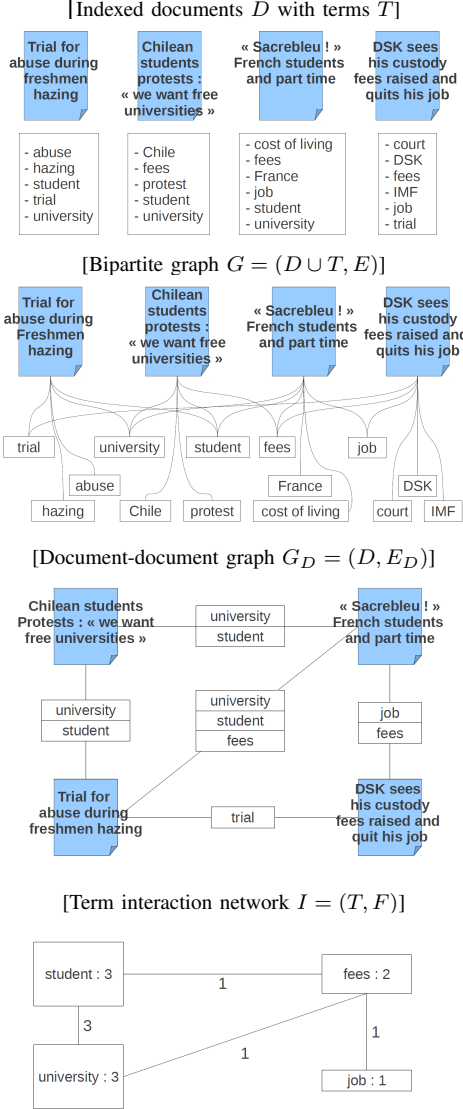 [Indexed documents D with terms T]
Trial for
abuse during
freshmen
hazing
Chilean
students
protests :
« we want free
universities »
« Sacrebleu ! »
French students
and part time
DSK sees
his custody
fees raised and
quits his job
- abuse
- hazing
- student
- trial
- university
- Chile
- fees
- protest
- student
- university
- cost of living
- fees
- France
- job
- student
- university
- court
- DSK
- fees
- IMF
- job
- trial
[Bipartite graph G = (D ∪ T, E)]
Trial for
abuse during
Freshmen
hazing
Chilean
students
protests :
« we want free
universities »
« Sacrebleu ! »
French students
and part time
DSK sees
his custody
fees raised and
quits his job
trial
university
student
fees
job
abuse
France
DSK
hazing
Chile
protest
cost of living
court
IMF
[Document-document graph G_D = (D, E_D)]
Chilean students
Protests : « we want
free universities »
university
student
« Sacrebleu ! »
French students
and part time
university
student
university
student
fees
job
fees
Trial for
abuse during
freshmen hazing
trial
DSK sees
his custody
fees raised and
quit his job
[Term interaction network I = (T, F)]
student : 3
fees : 2
1
3
1
1
university : 3
job : 1